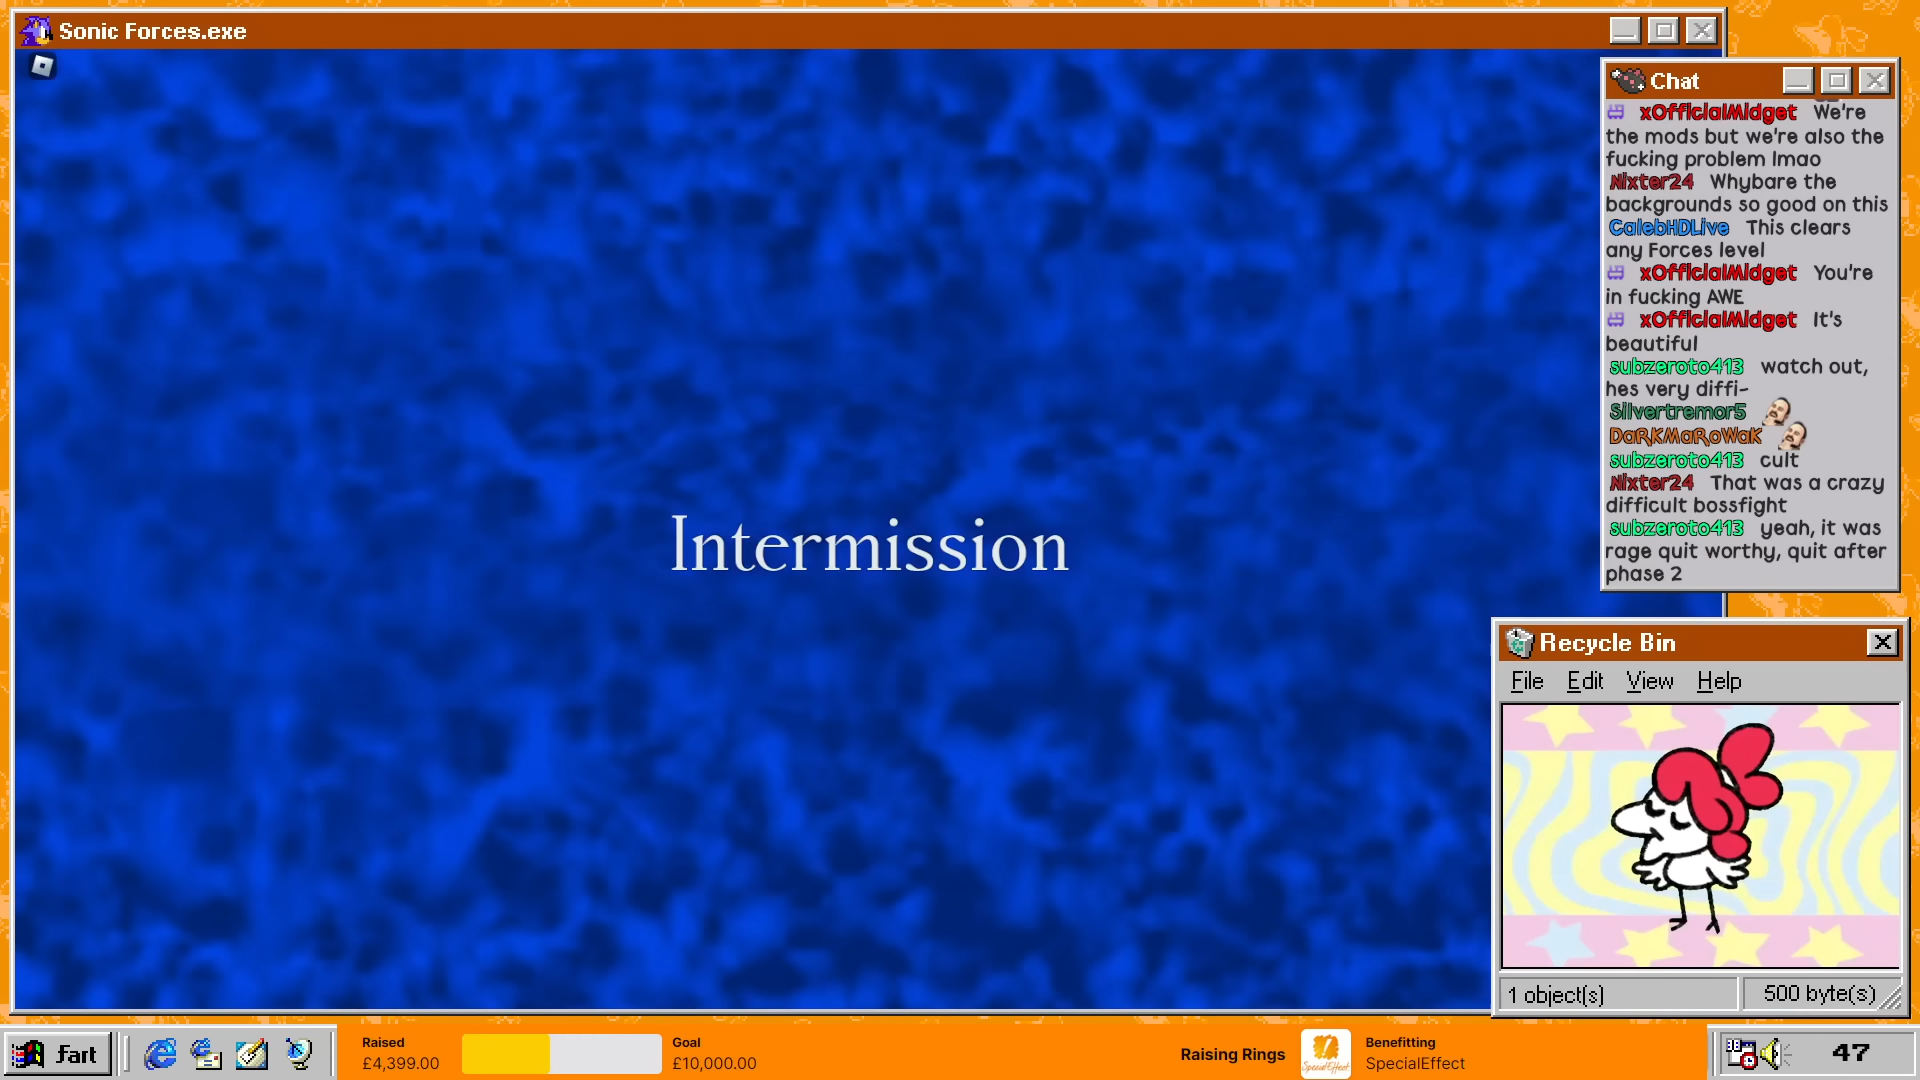 Sonic Forces.exe
Chat
xOfficialMidget We're
the mods but we're also the
fucking problem lmao
Nixter24 Whybare the
backgrounds so good on this
CalebHDLive This clears
any Forces level
xOfficialMidget You're
in fucking AWE
xOfficialMidget It's
beautiful
subzeroto413 watch out,
hes very diffi-
Silvertremor5
DaRKMaRoWaK
subzeroto413 cult
Nixter24 That was a crazy
difficult bossfight
subzeroto413 yeah, it was
rage quit worthy, quit after
phase 2
Intermission
Recycle Bin
File Edit View Help
1 object(s) 500 byte(s)
Fart
Raised
£4,399.00
Goal
£10,000.00
Raising Rings
SpecialEffect
Benefitting
SpecialEffect
47